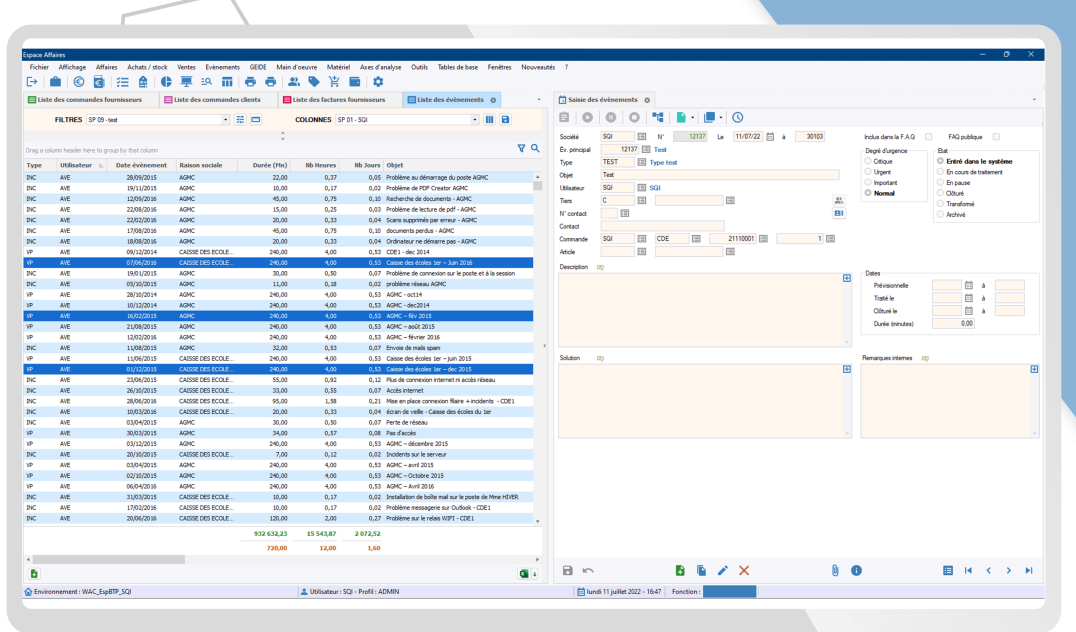 Espace Affaires
Fichier Affichage Affaires Achats / stock Ventes Evènements GEIDE Main d'oeuvre Matériel Axes d'analyse Outils Tables de base Fenêtres Nouveautés ?
Liste des commandes fournisseurs Liste des commandes clients Liste des factures fournisseurs Liste des évènements
FILTRES SP 09 - test COLONNES SP 01 - SQI
Drag a column header here to group by that column
Type Utilisateur Date évènement Raison sociale Durée (Mn) Nb Heures Nb Jours Objet
INC AVE 28/09/2015 AGMC 22,00 0,37 0,05 Problème au démarrage du poste AGMC
INC AVE 19/11/2015 AGMC 10,00 0,17 0,02 Problème de PDF Creator AGMC
INC AVE 12/09/2016 AGMC 45,00 0,75 0,10 Recherche de documents - AGMC
INC AVE 22/08/2016 AGMC 15,00 0,25 0,03 Problème de lecture de pdf - AGMC
INC AVE 22/02/2016 AGMC 20,00 0,33 0,04 Scans supprimés par erreur - AGMC
INC AVE 17/08/2016 AGMC 45,00 0,75 0,10 documents perdus - AGMC
INC AVE 18/08/2016 AGMC 20,00 0,33 0,04 Ordinateur ne démarre pas - AGMC
VP AVE 09/12/2014 CAISSE DES ECOLE... 240,00 4,00 0,53 CDE1 - dec 2014
VP AVE 07/06/2016 CAISSE DES ECOLE... 240,00 4,00 0,53 Caisse des écoles 1er – Juin 2016
INC AVE 19/01/2015 AGMC 30,00 0,50 0,07 Problème de connexion sur le poste et à la session
INC AVE 05/10/2015 AGMC 11,00 0,18 0,02 problème réseau AGMC
VP AVE 28/10/2014 AGMC 240,00 4,00 0,53 AGMC - oct14
VP AVE 10/12/2014 AGMC 240,00 4,00 0,53 AGMC - dec2014
VP AVE 16/02/2015 AGMC 240,00 4,00 0,53 AGMC – fév 2015
VP AVE 21/08/2015 AGMC 240,00 4,00 0,53 AGMC – août 2015
VP AVE 12/02/2016 AGMC 240,00 4,00 0,53 AGMC – février 2016
INC AVE 11/08/2015 AGMC 32,00 0,53 0,07 Envoie de mails spam
VP AVE 11/06/2015 CAISSE DES ECOLE... 240,00 4,00 0,53 Caisse des écoles 1er – juin 2015
VP AVE 01/12/2015 CAISSE DES ECOLE... 240,00 4,00 0,53 Caisse des écoles 1er – dec 2015
INC AVE 23/06/2015 CAISSE DES ECOLE... 55,00 0,92 0,12 Plus de connexion internet ni accès réseau
INC AVE 26/10/2015 CAISSE DES ECOLE... 33,00 0,55 0,07 Accès internet
INC AVE 28/06/2016 CAISSE DES ECOLE... 95,00 1,58 0,21 Mise en place connexion filaire + incidents - CDE1
INC AVE 10/03/2016 CAISSE DES ECOLE... 20,00 0,33 0,04 écran de veille - Caisse des écoles du 1er
INC AVE 03/04/2015 AGMC 30,00 0,50 0,07 Perte de réseau
VP AVE 30/03/2015 AGMC 34,00 0,57 0,08 Pas d'accès
VP AVE 03/12/2015 AGMC 240,00 4,00 0,53 AGMC – décembre 2015
INC AVE 20/10/2015 CAISSE DES ECOLE... 7,00 0,12 0,02 Incidents sur le serveur
VP AVE 03/04/2015 AGMC 240,00 4,00 0,53 AGMC – avril 2015
VP AVE 02/10/2015 AGMC 240,00 4,00 0,53 AGMC – Octobre 2015
VP AVE 06/04/2016 AGMC 240,00 4,00 0,53 AGMC – Avril 2016
INC AVE 31/03/2015 CAISSE DES ECOLE... 10,00 0,17 0,02 Installation de boîte mail sur le poste de Mme HIVER
INC AVE 17/02/2016 CAISSE DES ECOLE... 10,00 0,17 0,02 Problème messagerie sur Outlook - CDE1
INC AVE 20/06/2016 CAISSE DES ECOLE... 120,00 2,00 0,27 Problème sur le relais WIFI - CDE1
932 632,23 15 543,87 2 072,52
720,00 12,00 1,60
Saisie des évènements
Société SQI N° 12137 Le 11/07/22 à 30103 Inclus dans la F.A.Q FAQ publique
Év. principal 12137 Test
Type TEST Type test
Objet Test
Utilisateur SQI SQI
Tiers C
N° contact
Contact
Commande SQI CDE 21110001 1
Article
Degré d'urgence
Critique
Urgent
Important
Normal
Etat
Entré dans le système
En cours de traitement
En pause
Clôturé
Transformé
Archivé
Description
Dates
Prévisionnelle à
Traité le à
Clôturé le à
Durée (minutes) 0,00
Solution Remarques internes
Environnement : WAC_EspBTP_SQI Utilisateur : SQI - Profil : ADMIN lundi 11 juillet 2022 - 16:47 Fonction :